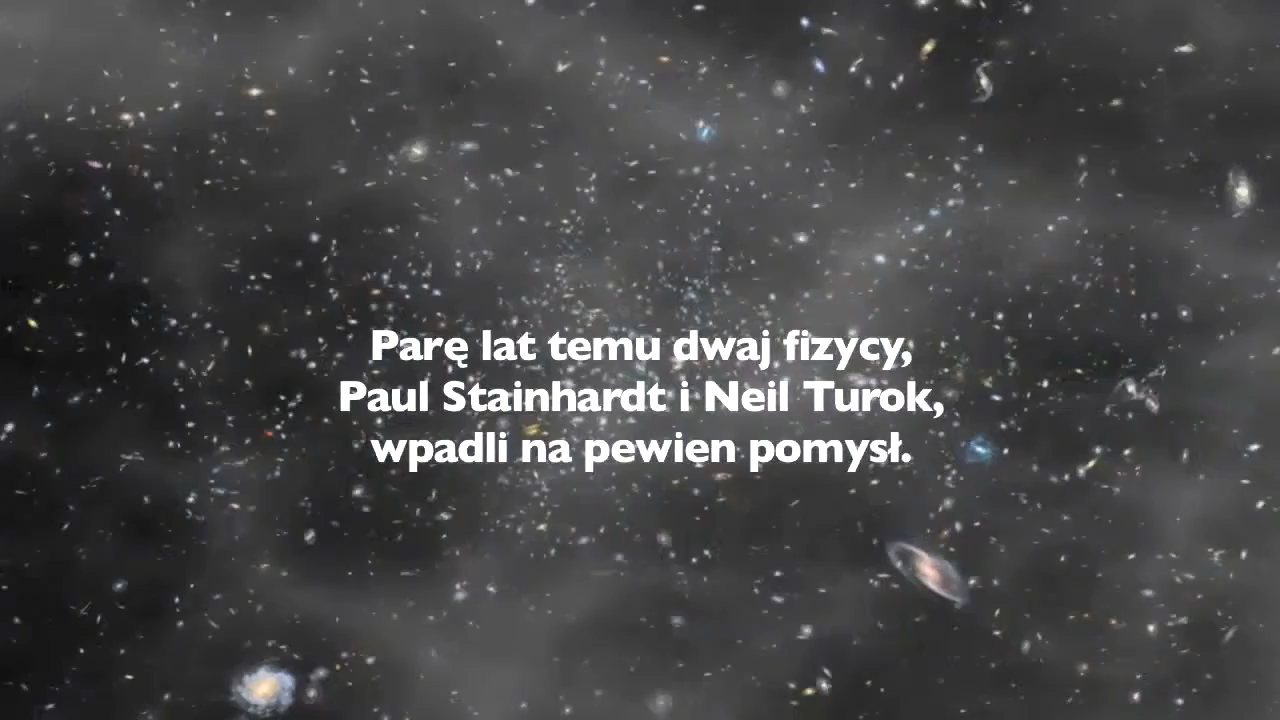 Parę lat temu dwaj fizycy,
Paul Stainhardt i Neil Turok,
wpadli na pewien pomysł.